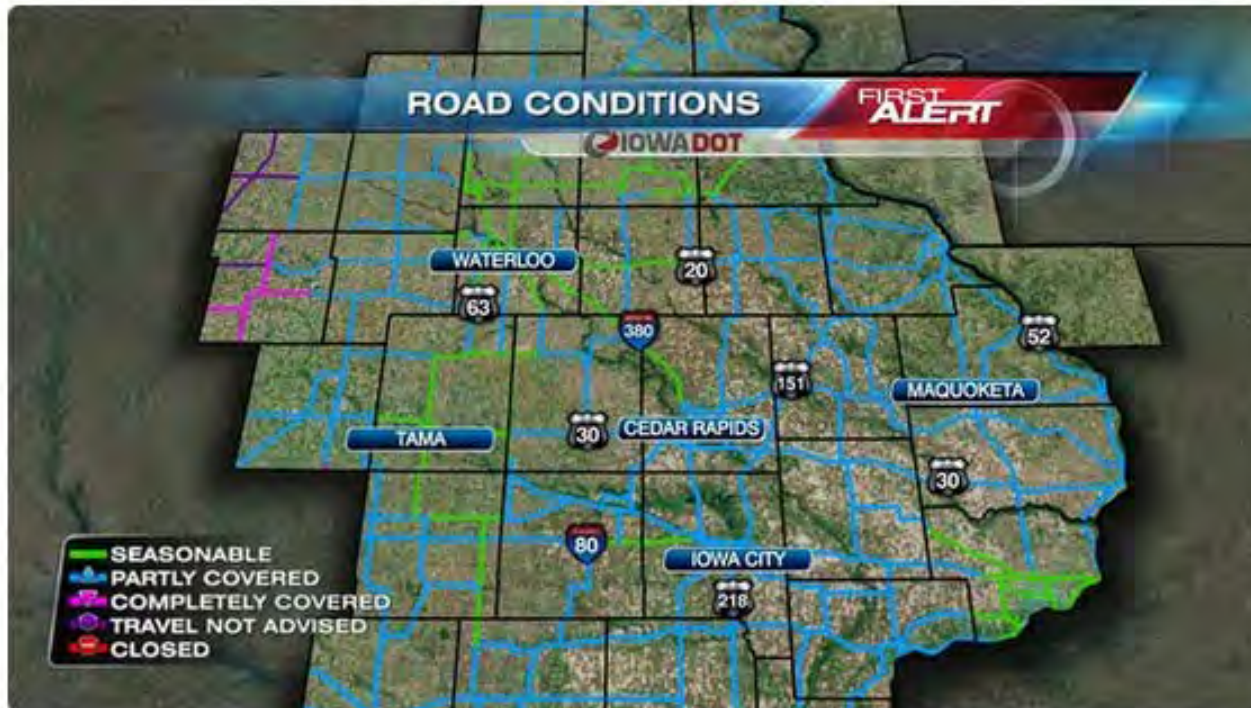 ROAD CONDITIONS
FIRST ALERT
IOWADOT
WATERLOO
20
63
380
52
151
MAQUOKETA
CEDAR RAPIDS
30
TAMA
30
80
IOWA CITY
218
SEASONABLE
PARTLY COVERED
COMPLETELY COVERED
TRAVEL NOT ADVISED
CLOSED